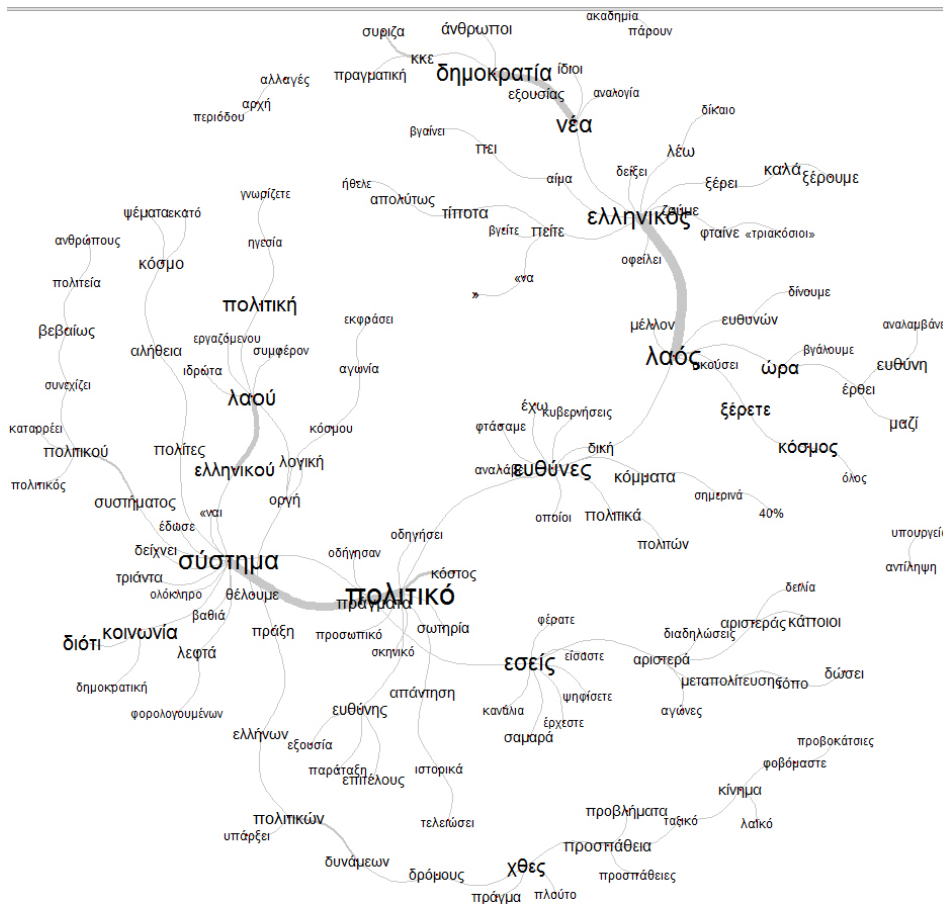 ακαδημία
πάρουν
συριζα
άνθρωποι
κκε
πραγματική
δημοκρατία
ίδιοι
εξουσίας
αναλογία
νέα
αλλαγές
αρχή
περιόδου
δίκαιο
βγαίνει
πει
λέω
αίμα
δείξει
ξέρει
καλά
ξέρουμε
ήθελε
απολύτως
τίποτα
βγείτε
πείτε
ελληνικός
ζούμε
φταίνε
«τριακόσιοι»
οφείλει
γνωρίζετε
ψέματα
εκατό
ανθρώπους
ηγεσία
κόσμο
πολιτεία
«να
»
πολιτική
εκφράσει
δίνουμε
μέλλον
ευθυνών
βεβαίως
εργαζόμενου
αλήθεια
συμφέρον
ιδρώτα
αγωνία
λαός
ακούσει
ώρα
βγάλουμε
ευθύνη
έρθει
συνεχίζει
λαού
έχω
κυβερνήσεις
ξέρετε
μαζί
καταρρέει
φτάσαμε
κόσμου
πολιτικού
πολίτες
δική
κόσμος
ελληνικού
λογική
ευθύνες
κόμματα
όλος
πολιτικός
σημερινά
συστήματος
οργή
«ναι
οποίοι
πολιτικά
40%
έδωσε
οδηγήσει
υπουργείο
δείχνει
σύστημα
οδήγησαν
πολιτών
αντίληψη
τριάντα
κόστος
ολόκληρο
θέλουμε
πολιτικό
πράγματα
δειλία
βαθιά
φέρατε
αριστεράς
κάποιοι
διότι
κοινωνία
πράξη
προσωπικό
σωτηρία
διαδηλώσεις
λεφτά
σκηνικό
εσείς
είσαστε
αριστερά
δημοκρατική
απάντηση
μεταπολίτευσης
τόπο
δώσει
ψηφίσετε
φορολογουμένων
ευθύνης
κανάλια
αγώνες
έρχεστε
ελλήνων
εξουσία
σαμαρά
προβοκάτσιες
παράταξη
ιστορικά
φοβόμαστε
επιτέλους
κίνημα
προβλήματα
πολιτικών
τελειώσει
ταξικό
λαϊκό
υπάρξει
προσπάθεια
δυνάμεων
χθες
δρόμους
προσπάθειες
πράγμα
πλούτο